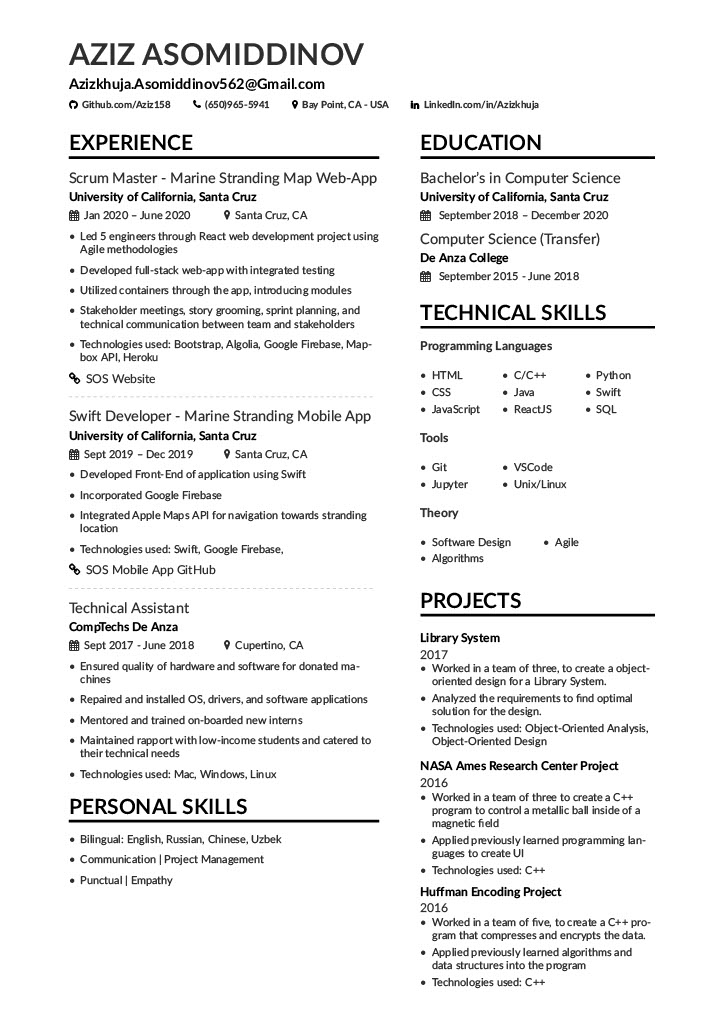 AZIZ ASOMIDDINOV
Azizkhuja.Asomiddinov562@Gmail.com
Github.com/Aziz158 (650)965-5941 Bay Point, CA - USA LinkedIn.com/in/Azizkhuja
EXPERIENCE
Scrum Master - Marine Stranding Map Web-App
University of California, Santa Cruz
Jan 2020 – June 2020 Santa Cruz, CA
• Led 5 engineers through React web development project using
Agile methodologies
• Developed full-stack web-app with integrated testing
• Utilized containers through the app, introducing modules
• Stakeholder meetings, story grooming, sprint planning, and
technical communication between team and stakeholders
• Technologies used: Bootstrap, Algolia, Google Firebase, Map-
box API, Heroku
SOS Website
Swift Developer - Marine Stranding Mobile App
University of California, Santa Cruz
Sept 2019 – Dec 2019 Santa Cruz, CA
• Developed Front-End of application using Swift
• Incorporated Google Firebase
• Integrated Apple Maps API for navigation towards stranding
location
• Technologies used: Swift, Google Firebase,
SOS Mobile App GitHub
Technical Assistant
CompTechs De Anza
Sept 2017 - June 2018 Cupertino, CA
• Ensured quality of hardware and software for donated ma-
chines
• Repaired and installed OS, drivers, and software applications
• Mentored and trained on-boarded new interns
• Maintained rapport with low-income students and catered to
their technical needs
• Technologies used: Mac, Windows, Linux
PERSONAL SKILLS
• Bilingual: English, Russian, Chinese, Uzbek
• Communication | Project Management
• Punctual | Empathy
EDUCATION
Bachelor's in Computer Science
University of California, Santa Cruz
September 2018 – December 2020
Computer Science (Transfer)
De Anza College
September 2015 - June 2018
TECHNICAL SKILLS
Programming Languages
• HTML • C/C++ • Python
• CSS • Java • Swift
• JavaScript • ReactJS • SQL
Tools
• Git • VSCode
• Jupyter • Unix/Linux
Theory
• Software Design • Agile
• Algorithms
PROJECTS
Library System
2017
• Worked in a team of three, to create a object-
oriented design for a Library System.
• Analyzed the requirements to find optimal
solution for the design.
• Technologies used: Object-Oriented Analysis,
Object-Oriented Design
NASA Ames Research Center Project
2016
• Worked in a team of three to create a C++
program to control a metallic ball inside of a
magnetic field
• Applied previously learned programming lan-
guages to create UI
• Technologies used: C++
Huffman Encoding Project
2016
• Worked in a team of five, to create a C++ pro-
gram that compresses and encrypts the data.
• Applied previously learned algorithms and
data structures into the program
• Technologies used: C++